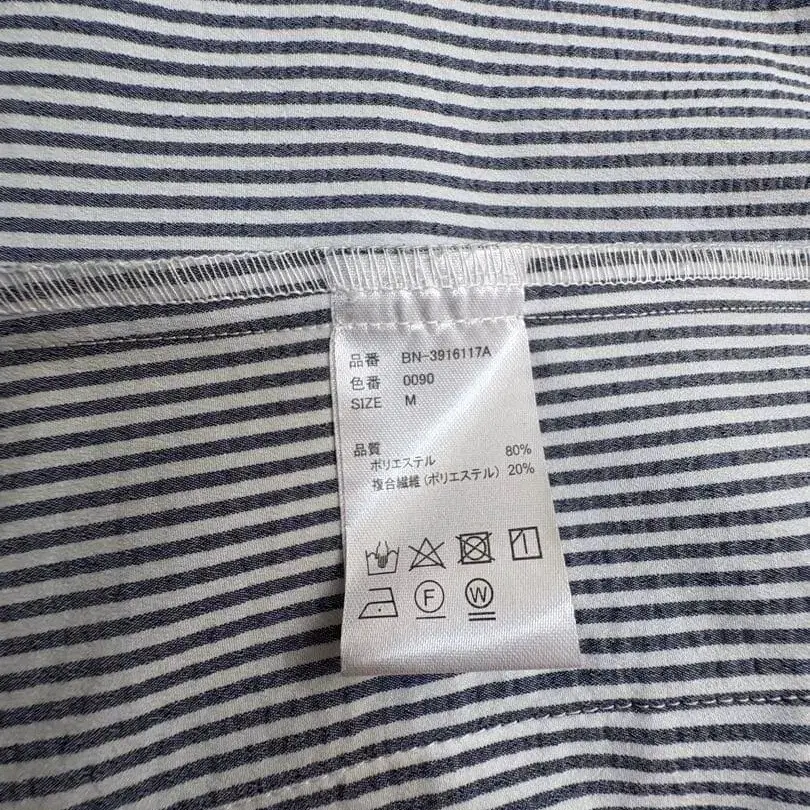 品番 BN-3916117A
色番 0090
SIZE M
品質
ポリエステル 80%
複合繊維(ポリエステル) 20%
F W